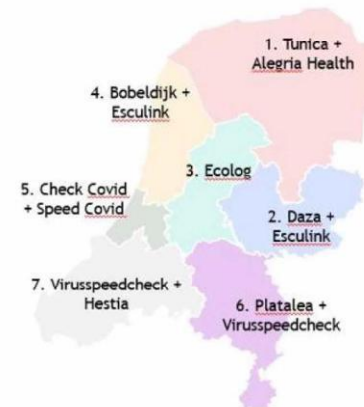 1. Tunica +
Alegria Health
4. Bobeldijk +
Esculink
3. Ecolog
5. Check Covid
+ Speed Covid
2. Daza +
Esculink
7. Virusspeedcheck +
Hestia
6. Platalea +
Virusspeedcheck